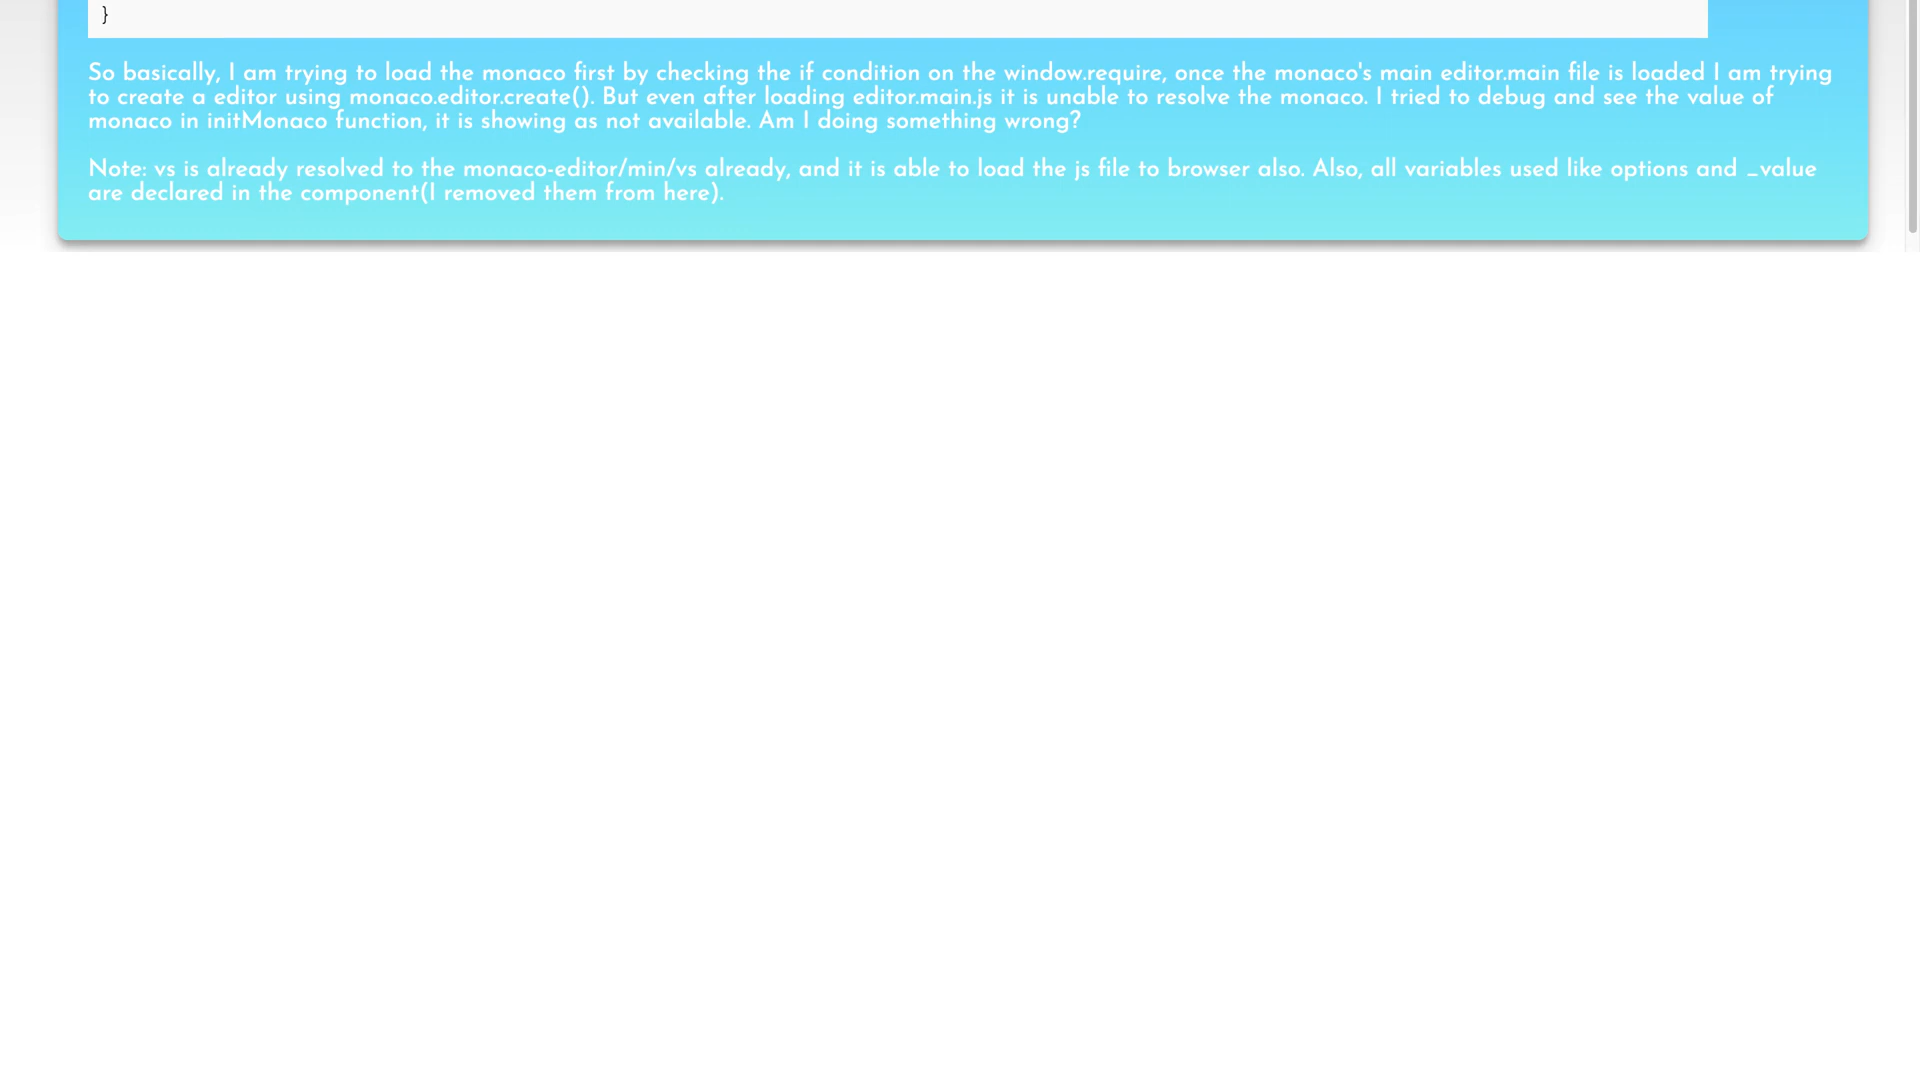 }
So basically, I am trying to load the monaco first by checking the if condition on the window.require, once the monaco's main editor.main file is loaded I am trying
to create a editor using monaco.editor.create(). But even after loading editor.main.js it is unable to resolve the monaco. I tried to debug and see the value of
monaco in initMonaco function, it is showing as not available. Am I doing something wrong?
Note: vs is already resolved to the monaco-editor/min/vs already, and it is able to load the js file to browser also. Also, all variables used like options and _value
are declared in the component(I removed them from here).